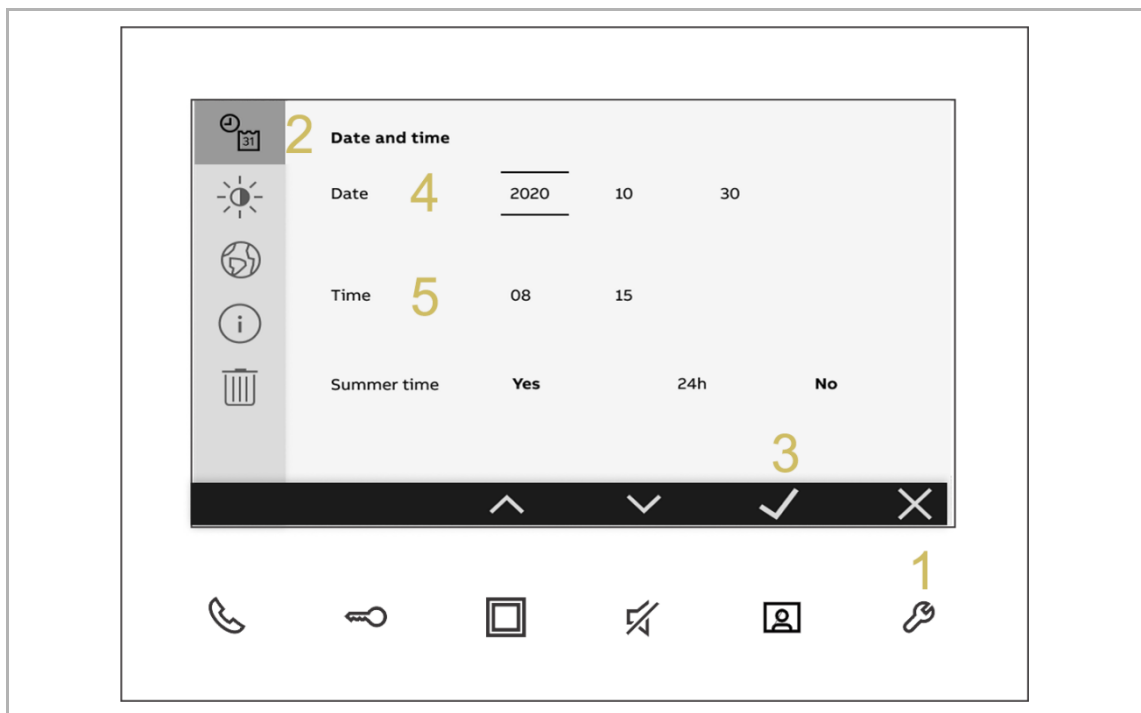 31
2 Date and time
Date 4 2020 10 30
Time 5 08 15
i
Summer time Yes 24h No
3
1